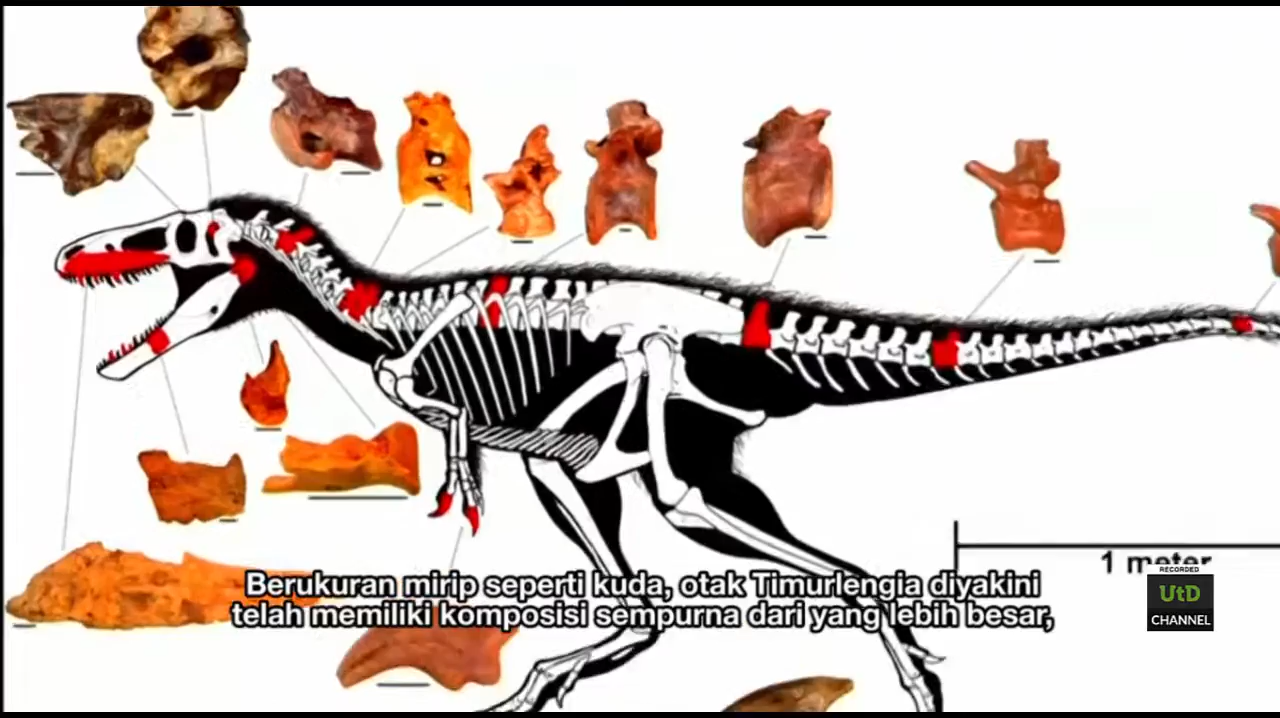 1 meter
RECORDED
UtD
CHANNEL
Berukuran mirip seperti kuda, otak Timurlengia diyakini
telah memiliki komposisi sempurna dari yang lebih besar,